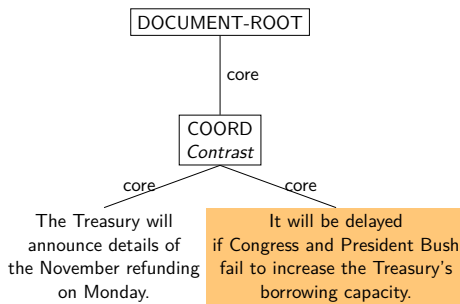 DOCUMENT-ROOT
core
COORD
Contrast
core
core
The Treasury will
announce details of
the November refunding
on Monday.
It will be delayed
if Congress and President Bush
fail to increase the Treasury's
borrowing capacity.